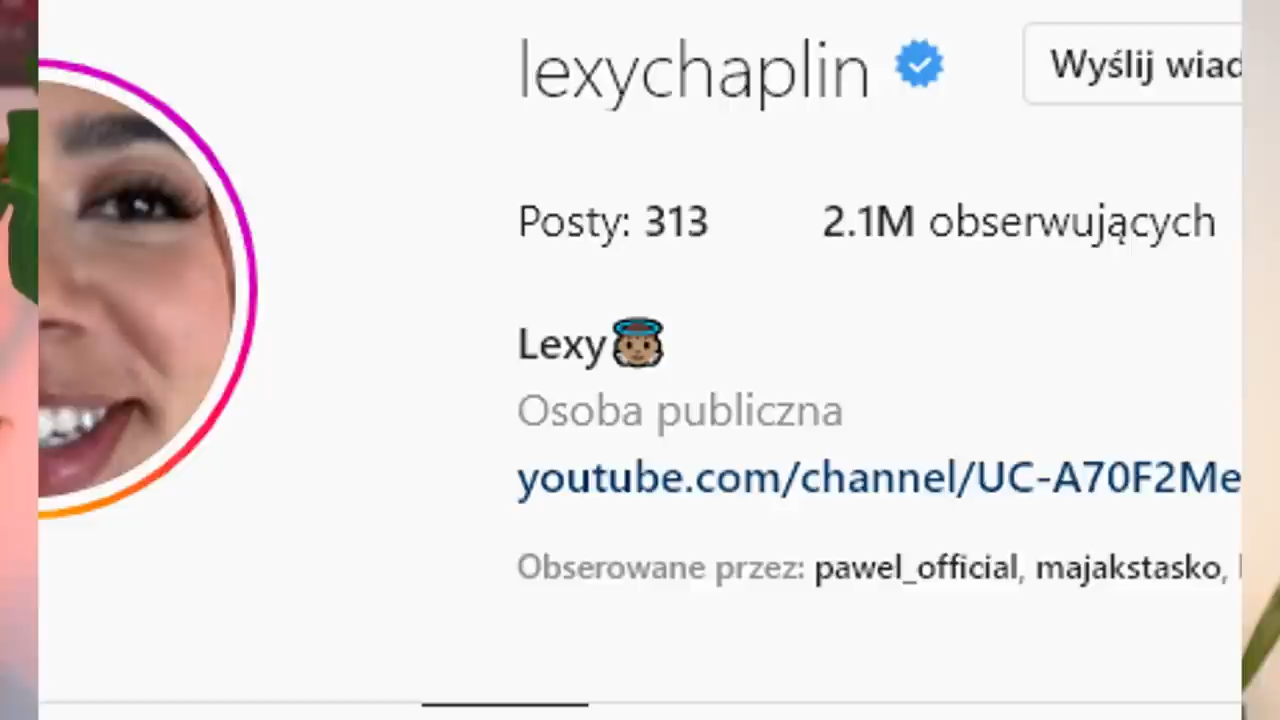 lexychaplin Wyślij wiad
Posty: 313 2.1M obserwujących
Lexy
Osoba publiczna
youtube.com/channel/UC-A70F2Me
Obserowane przez: pawel_official, majakstasko,